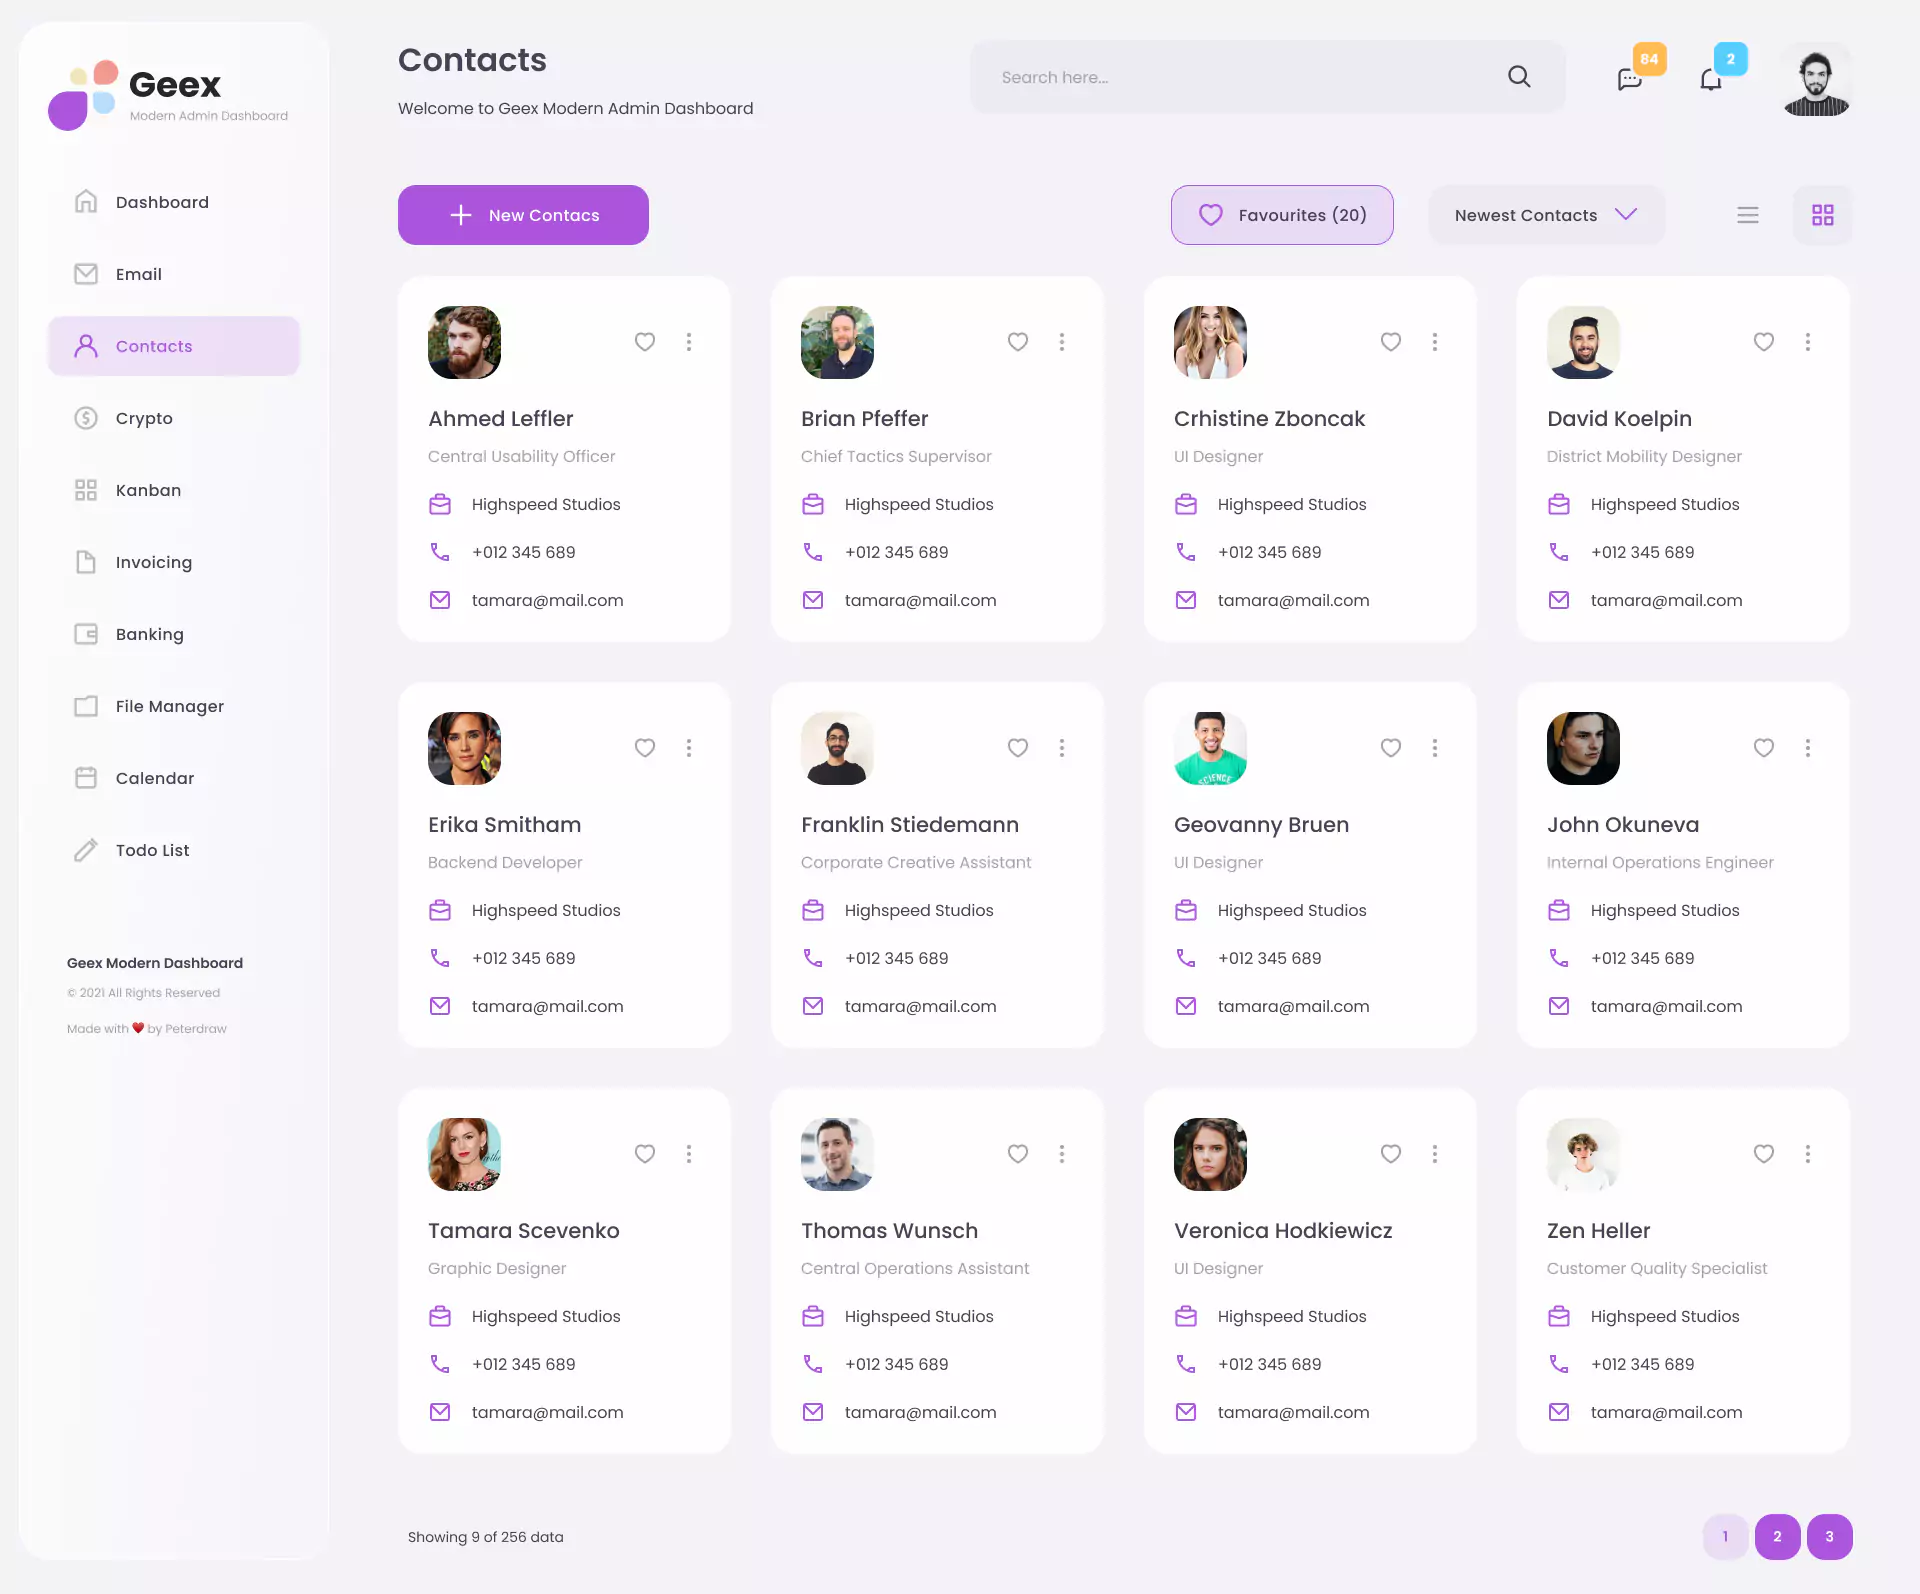 Geex
Modern Admin Dashboard
Dashboard
Email
Contacts
Crypto
Kanban
Invoicing
Banking
File Manager
Calendar
Todo List
Geex Modern Dashboard
© 2021 All Rights Reserved
Made with ❤ by Peterdraw
Contacts
Welcome to Geex Modern Admin Dashboard
Search here...
84
2
New Contacs
Favourites (20)
Newest Contacts
Ahmed Leffler
Central Usability Officer
Highspeed Studios
+012 345 689
tamara@mail.com
Brian Pfeffer
Chief Tactics Supervisor
Highspeed Studios
+012 345 689
tamara@mail.com
Crhistine Zboncak
UI Designer
Highspeed Studios
+012 345 689
tamara@mail.com
David Koelpin
District Mobility Designer
Highspeed Studios
+012 345 689
tamara@mail.com
Erika Smitham
Backend Developer
Highspeed Studios
+012 345 689
tamara@mail.com
Franklin Stiedemann
Corporate Creative Assistant
Highspeed Studios
+012 345 689
tamara@mail.com
SCIENCE
Geovanny Bruen
UI Designer
Highspeed Studios
+012 345 689
tamara@mail.com
John Okuneva
Internal Operations Engineer
Highspeed Studios
+012 345 689
tamara@mail.com
Tamara Scevenko
Graphic Designer
Highspeed Studios
+012 345 689
tamara@mail.com
Thomas Wunsch
Central Operations Assistant
Highspeed Studios
+012 345 689
tamara@mail.com
Veronica Hodkiewicz
UI Designer
Highspeed Studios
+012 345 689
tamara@mail.com
Zen Heller
Customer Quality Specialist
Highspeed Studios
+012 345 689
tamara@mail.com
Showing 9 of 256 data
1
2
3